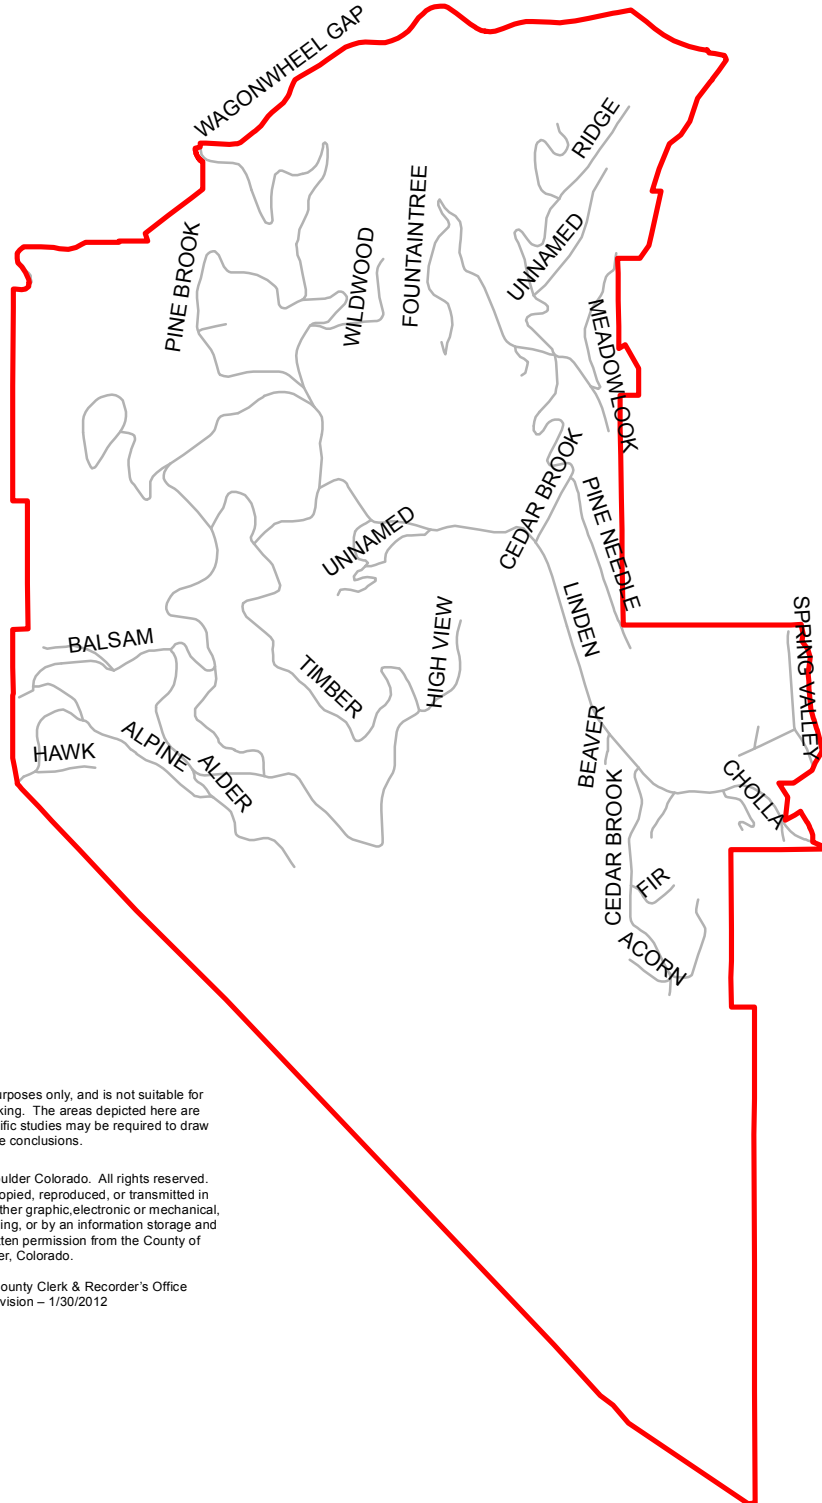 WAGONWHEEL GAP
RIDGE
PINE BROOK
WILDWOOD
FOUNTAINTREE
UNNAMED
MEADOWLOOK
CEDAR BROOK
PINE NEEDLE
UNNAMED
LINDEN
HIGH VIEW
SPRING VALLEY
BALSAM
TIMBER
HAWK
ALPINE
ALDER
BEAVER
CHOLLA
CEDAR BROOK
FIR
ACORN
urposes only, and is not suitable for
king. The areas depicted here are
ific studies may be required to draw
e conclusions.
oulder Colorado. All rights reserved.
opied, reproduced, or transmitted in
ther graphic,electronic or mechanical,
ing, or by an information storage and
ten permission from the County of
er, Colorado.
ounty Clerk & Recorder's Office
vision – 1/30/2012